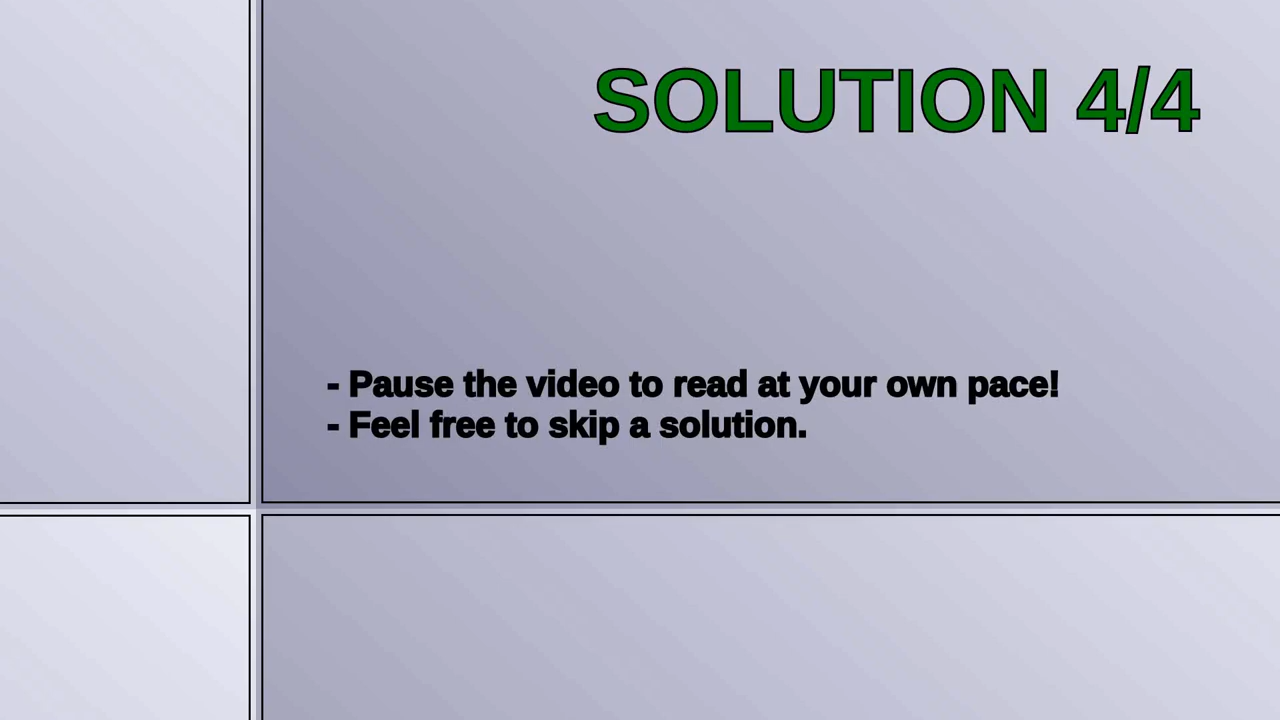 SOLUTION 4/4
- Pause the video to read at your own pace!
- Feel free to skip a solution.